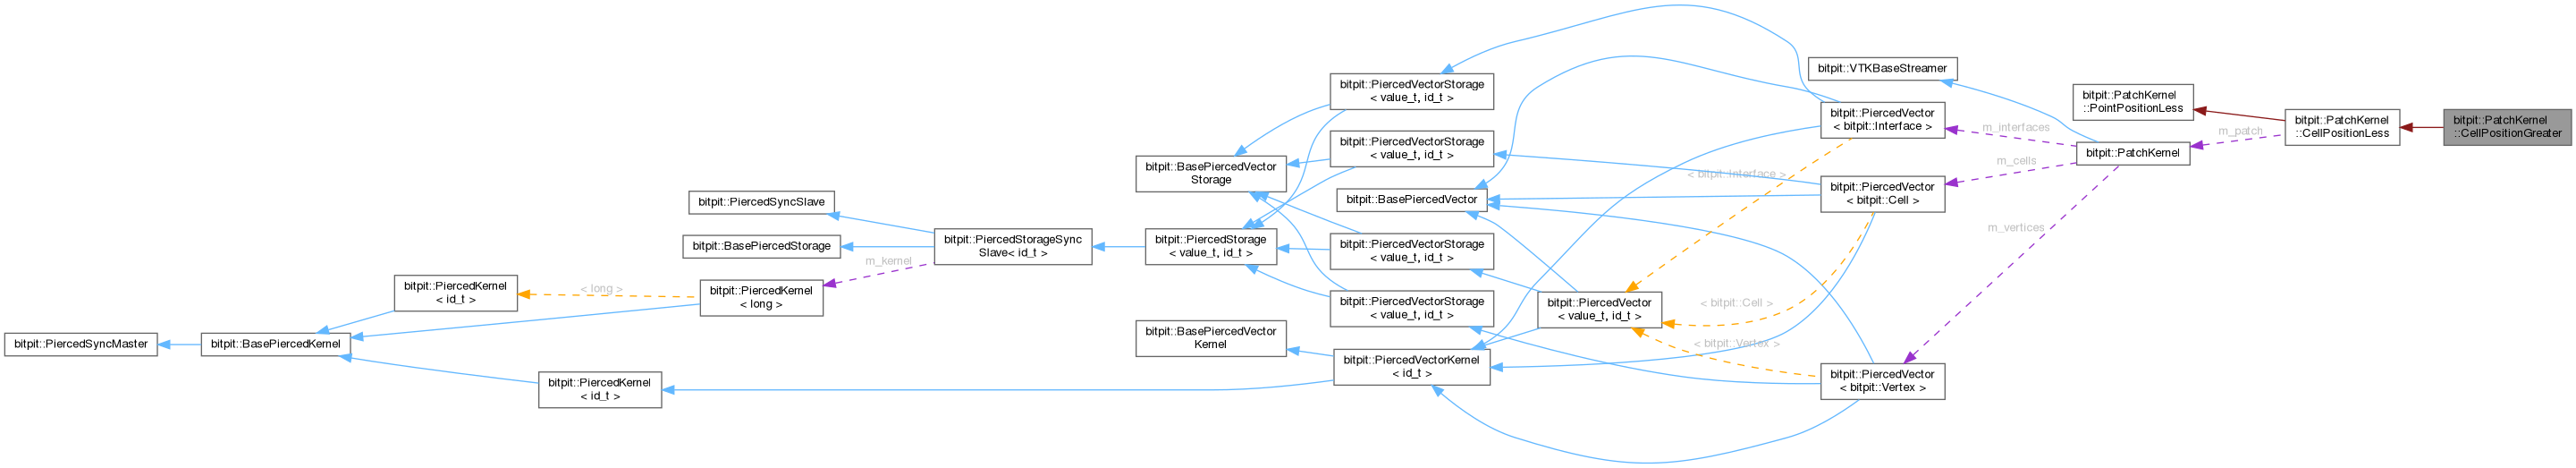 bitpit::PiercedSyncMaster
bitpit::BasePiercedKernel
bitpit::PiercedKernel
< id_t >
< long >
bitpit::PiercedKernel
< id_t >
bitpit::PiercedSyncSlave
bitpit::BasePiercedStorage
bitpit::PiercedKernel
< long >
m_kernel
bitpit::PiercedStorageSync
Slave< id_t >
bitpit::BasePiercedVector
Storage
bitpit::PiercedStorage
< value_t, id_t >
bitpit::BasePiercedVector
Kernel
bitpit::PiercedVectorStorage
< value_t, id_t >
bitpit::PiercedVectorStorage
< value_t, id_t >
bitpit::BasePiercedVector
bitpit::PiercedVectorStorage
< value_t, id_t >
bitpit::PiercedVectorStorage
< value_t, id_t >
bitpit::PiercedVectorKernel
< id_t >
bitpit::PiercedVector
< value_t, id_t >
< bitpit::Interface >
< bitpit::Cell >
< bitpit::Vertex >
bitpit::VTKBaseStreamer
bitpit::PiercedVector
< bitpit::Interface >
bitpit::PiercedVector
< bitpit::Cell >
bitpit::PiercedVector
< bitpit::Vertex >
m_interfaces
m_cells
m_vertices
bitpit::PatchKernel
::PointPositionLess
bitpit::PatchKernel
m_patch
bitpit::PatchKernel
::CellPositionLess
bitpit::PatchKernel
::CellPositionGreater